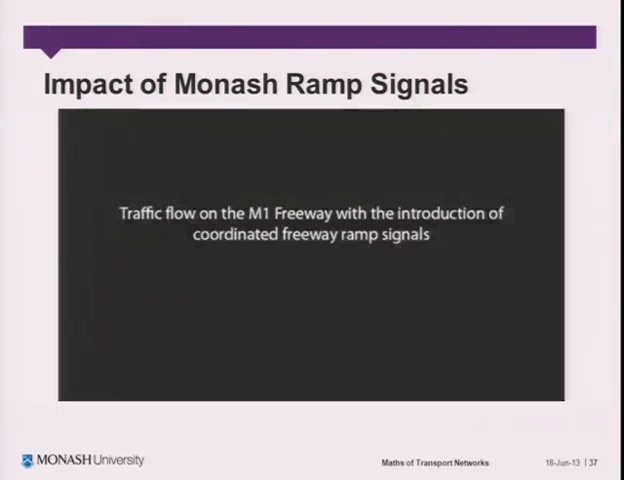 Impact of Monash Ramp Signals
Traffic flow on the M1 Freeway with the introduction of
coordinated freeway ramp signals
MONASH University
Maths of Transport Networks
16-Jun-13 | 37